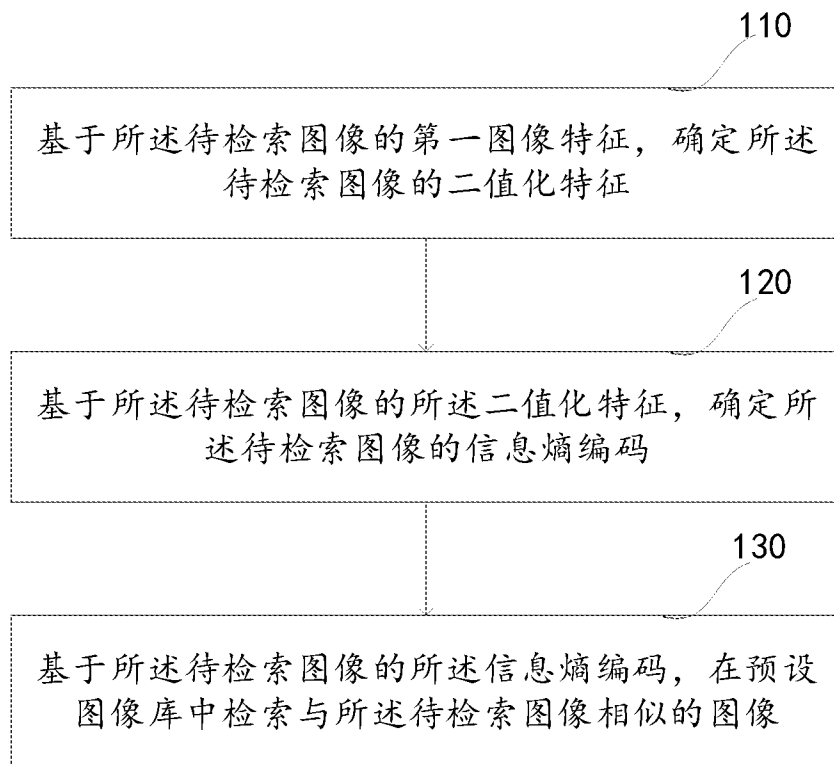 110
基于所述待检索图像的第一图像特征，确定所述
待检索图像的二值化特征
120
基于所述待检索图像的所述二值化特征，确定所
述待检索图像的信息熵编码
130
基于所述待检索图像的所述信息熵编码，在预设
图像库中检索与所述待检索图像相似的图像